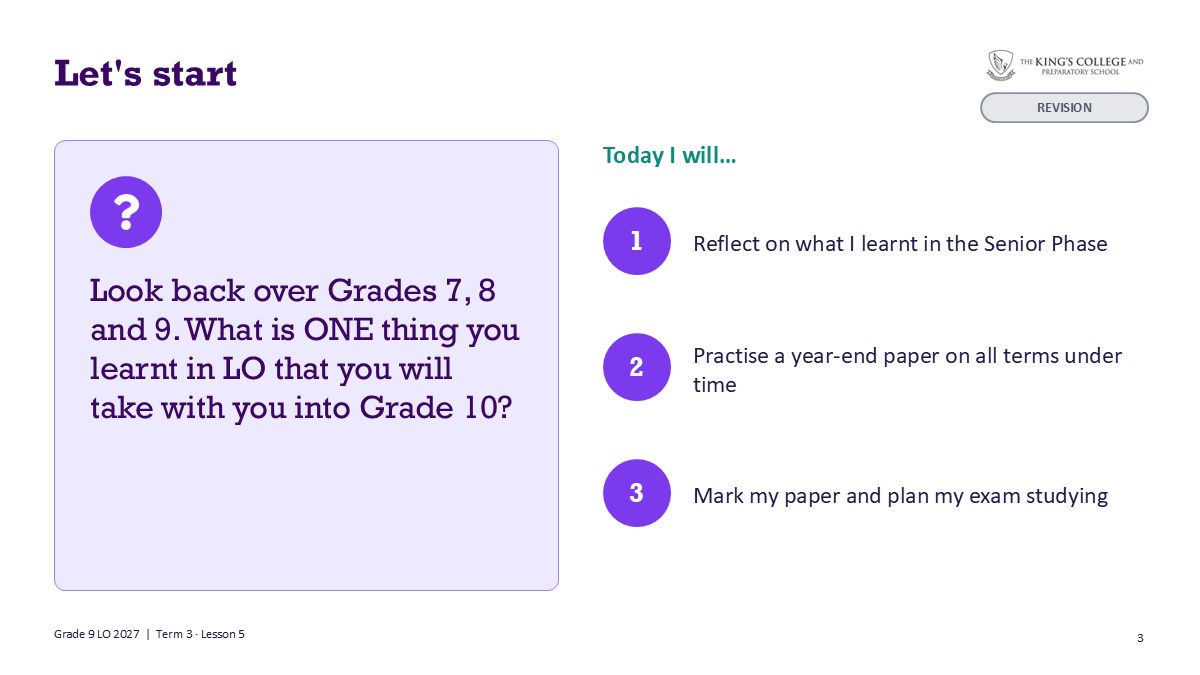 Let's start
THE KING'S COLLEGE AND
PREPARATORY SCHOOL
REVISION
?
Look back over Grades 7, 8
and 9. What is ONE thing you
learnt in LO that you will
take with you into Grade 10?
Today I will...
1
Reflect on what I learnt in the Senior Phase
2
Practise a year-end paper on all terms under
time
3
Mark my paper and plan my exam studying
Grade 9 LO 2027 | Term 3 · Lesson 5
3